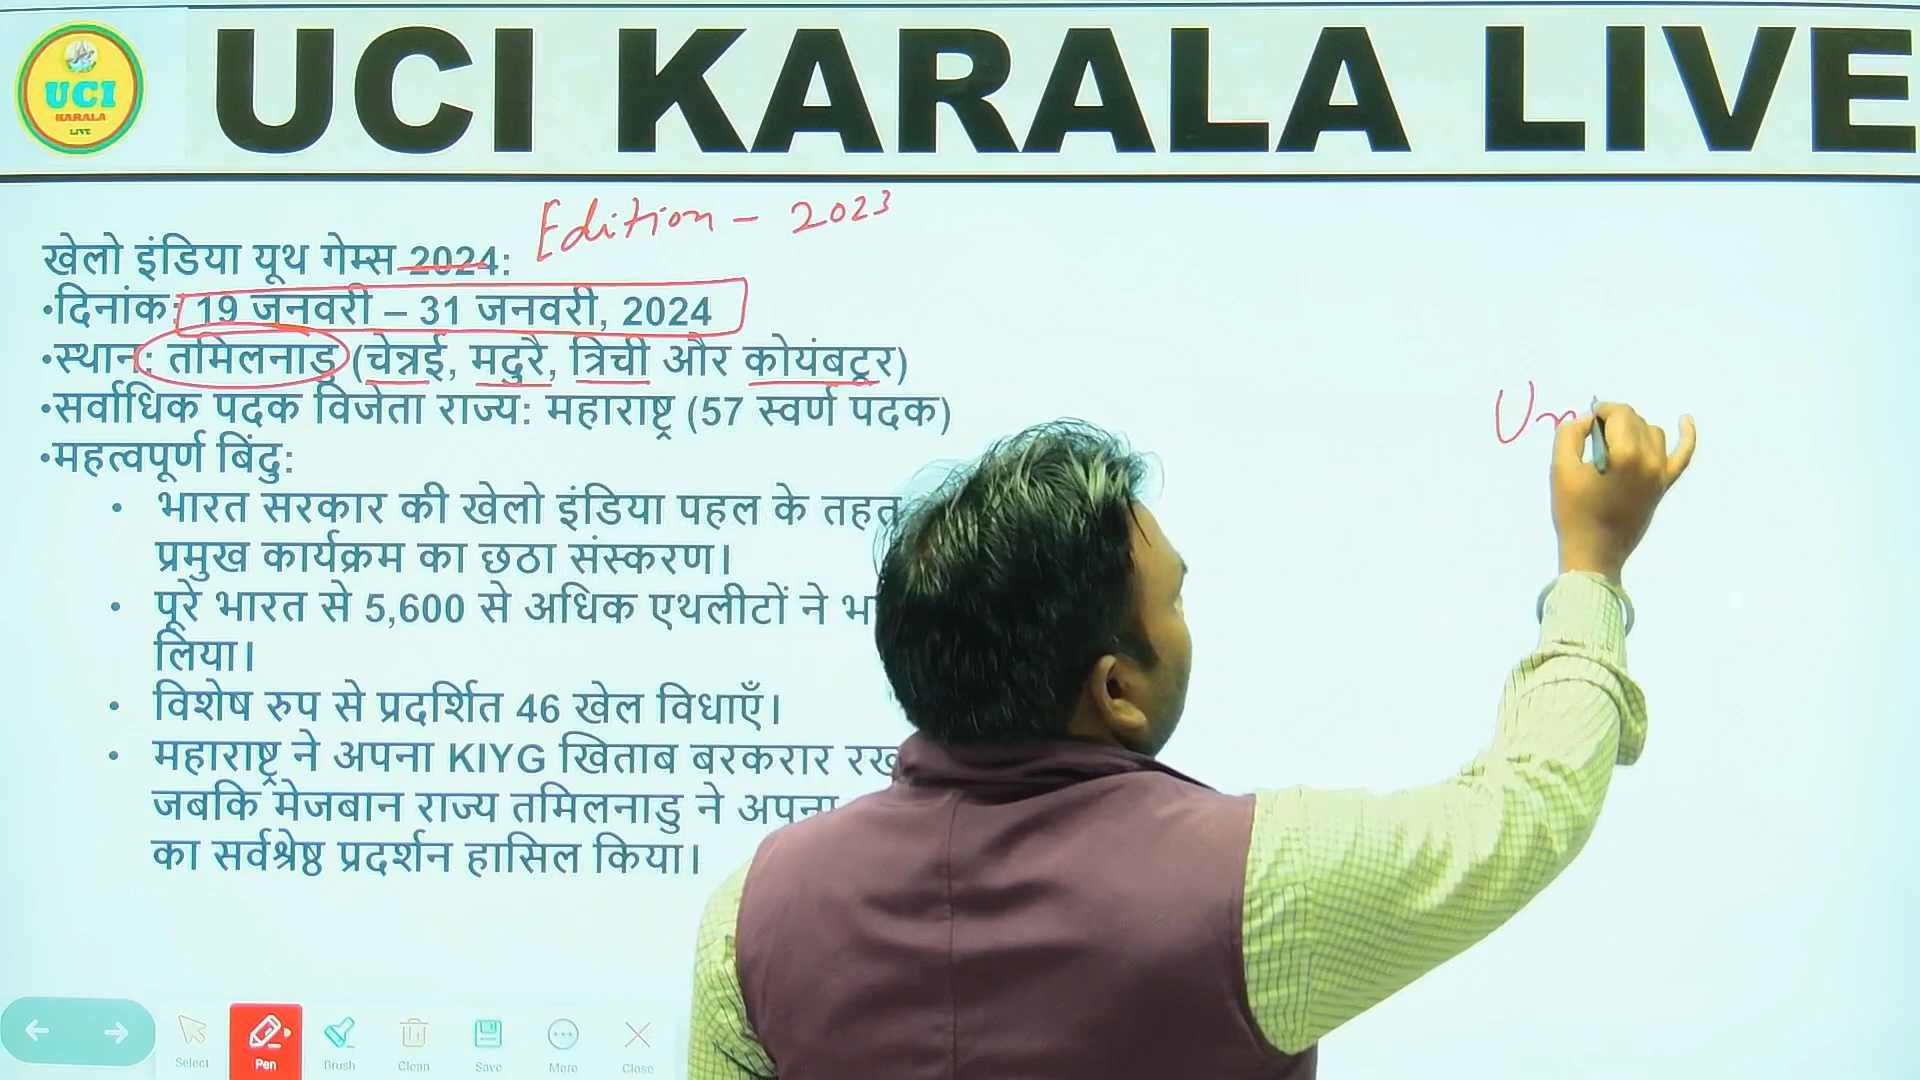 UCI KARALA LIVE
UCI
KARALA
LIVE
Edition - 2023
खेलो इंडिया यूथ गेम्स 2024:
•दिनांक: 19 जनवरी – 31 जनवरी, 2024
•स्थान: तमिलनाडु (चेन्नई, मदुरै, त्रिची और कोयंबटूर)
•सर्वाधिक पदक विजेता राज्य: महाराष्ट्र (57 स्वर्ण पदक)
•महत्वपूर्ण बिंदु:
• भारत सरकार की खेलो इंडिया पहल के तहत
प्रमुख कार्यक्रम का छठा संस्करण।
• पूरे भारत से 5,600 से अधिक एथलीटों ने
लिया।
• विशेष रुप से प्रदर्शित 46 खेल विधाएँ।
• महाराष्ट्र ने अपना KIYG खिताब बरकरार
जबकि मेजबान राज्य तमिलनाडु ने अपना
का सर्वश्रेष्ठ प्रदर्शन हासिल किया।
Select Pen Brush Clean Save More Close